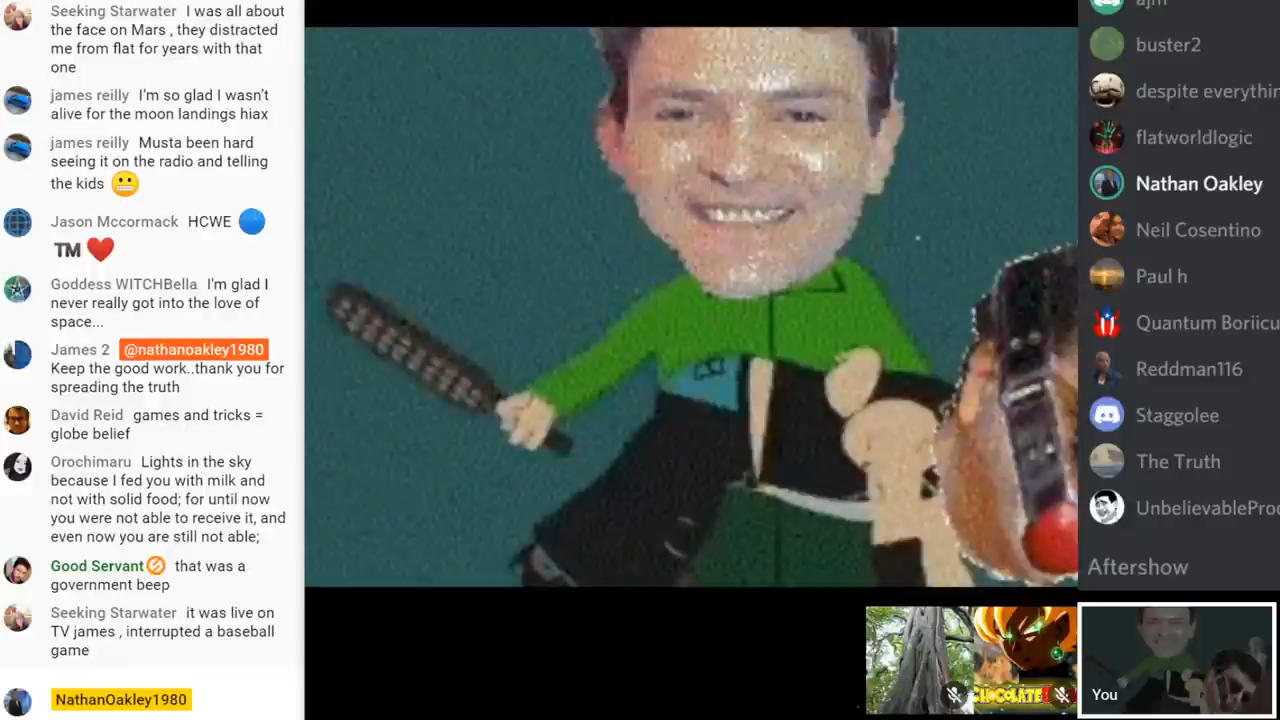 Seeking Starwater I was all about
the face on Mars , they distracted
me from flat for years with that
one
james reilly I'm so glad I wasn't
alive for the moon landings hiax
james reilly Musta been hard
seeing it on the radio and telling
the kids 😬
Jason Mccormack HCWE 🔵
™️ ❤️
Goddess WITCHBella I'm glad I
never really got into the love of
space...
James 2 @nathanoakley1980
Keep the good work..thank you for
spreading the truth
David Reid games and tricks =
globe belief
Orochimaru Lights in the sky
because I fed you with milk and
not with solid food; for until now
you were not able to receive it, and
even now you are still not able;
Good Servant that was a
government beep
Seeking Starwater it was live on
TV james , interrupted a baseball
game
NathanOakley1980
ajm
buster2
despite everythin
flatworldlogic
Nathan Oakley
Neil Cosentino
Paul h
Quantum Boriicu
Reddman116
Staggolee
The Truth
UnbelievablePro
Aftershow
CHOCOLATE
You